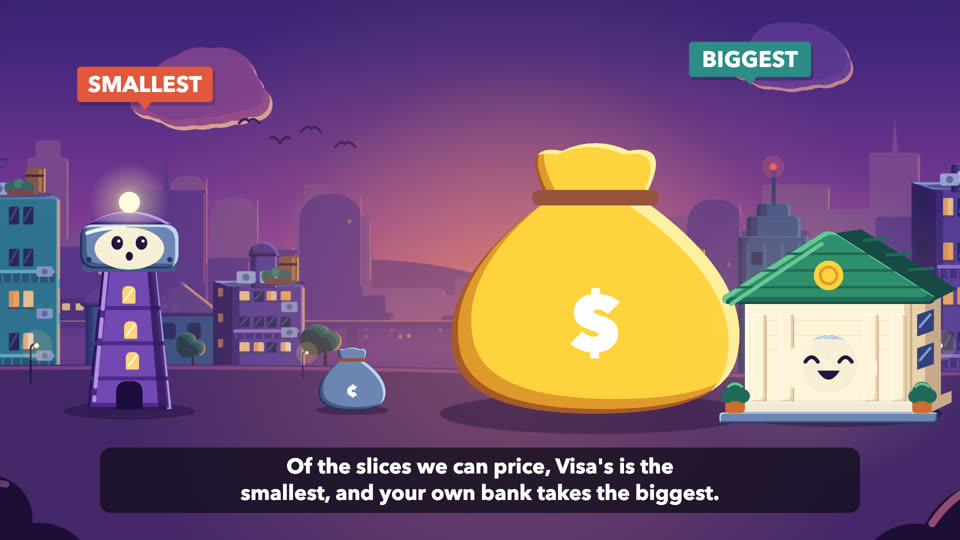 SMALLEST
BIGGEST
$
¢
Of the slices we can price, Visa's is the
smallest, and your own bank takes the biggest.